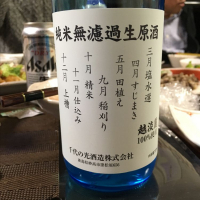 純米無濾過生原酒
三月 塩水選
四月 すじまき
五月 田植え
九月 稲刈り
十月 精米
十一月 仕込み
十二月 上槽
越淡麗
100%
千代の光酒造株式会社
Asahi